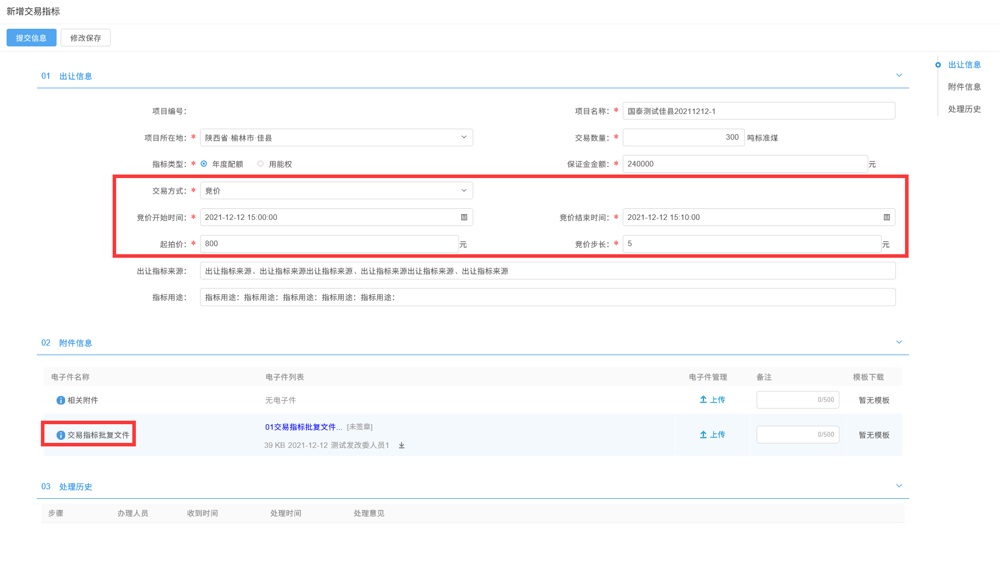 新增交易指标
提交信息 修改保存
出让信息
附件信息
处理历史
01 出让信息
项目编号： 项目名称：* 国泰测试佳县20211212-1
项目所在地：* 陕西省·榆林市·佳县 交易数量：* 300 吨标准煤
指标类型：* 年度配额 用能权 保证金金额：* 240000 元
交易方式：* 竞价
竞价开始时间：* 2021-12-12 15:00:00 竞价结束时间：* 2021-12-12 15:10:00
起拍价：* 800 元 竞价步长：* 5 元
出让指标来源： 出让指标来源、出让指标来源出让指标来源、出让指标来源出让指标来源、出让指标来源
指标用途： 指标用途：指标用途：指标用途：指标用途：指标用途：
02 附件信息
电子件名称 电子件列表 电子件管理 备注 模板下载
相关附件 无电子件 上传 0/500 暂无模板
交易指标批复文件 01交易指标批复文件... [未签章] 上传 0/500 暂无模板
39 KB 2021-12-12 测试发改委人员1
03 处理历史
步骤 办理人员 收到时间 处理时间 处理意见